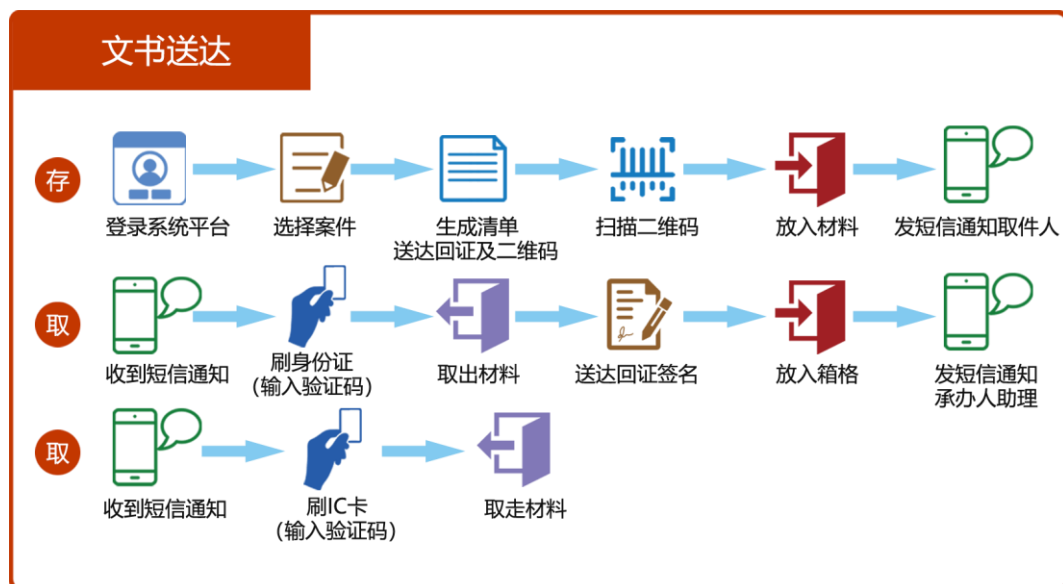 文书送达
存
登录系统平台
选择案件
生成清单
送达回证及二维码
扫描二维码
放入材料
发短信通知取件人
取
收到短信通知
刷身份证
(输入验证码)
取出材料
送达回证签名
放入箱格
发短信通知
承办人助理
取
收到短信通知
刷IC卡
(输入验证码)
取走材料